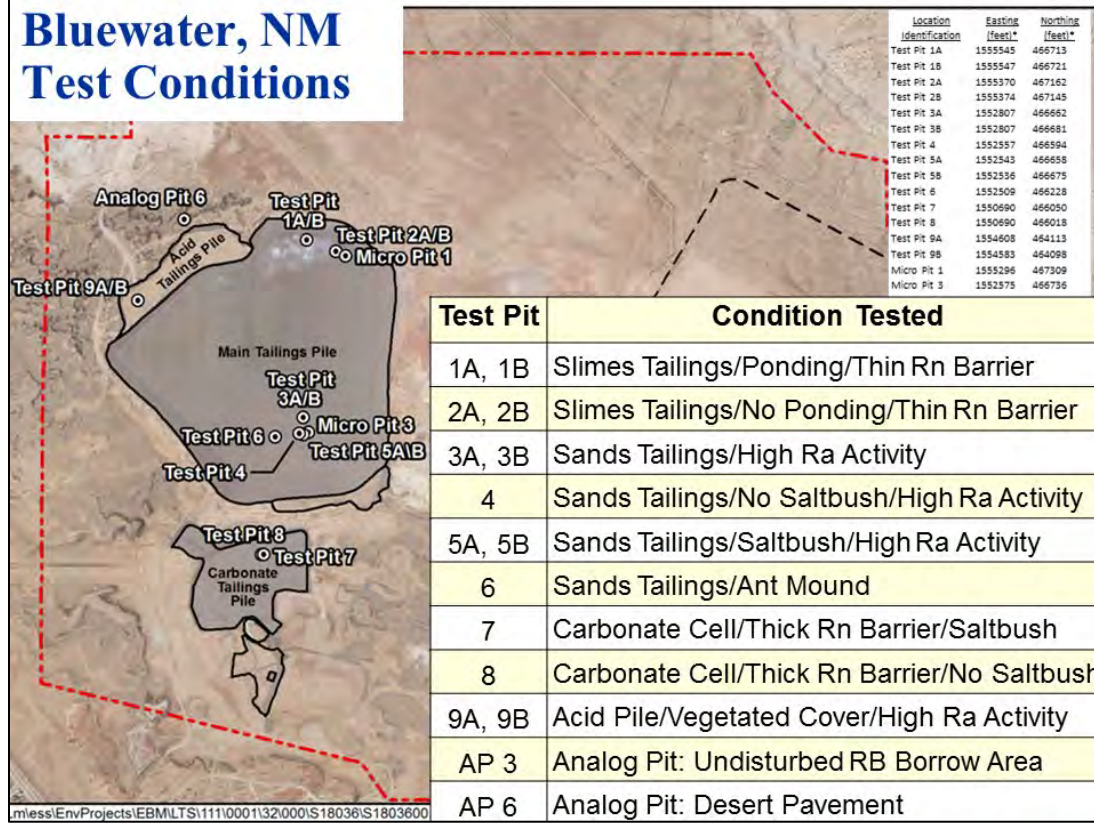 Bluewater, NM
Test Conditions
Location
Identification
Easting
(feet)*
Northing
(feet)*
Test Pit 1A 1555545 466713
Test Pit 1B 1555547 466721
Test Pit 2A 1555370 467162
Test Pit 2B 1555374 467145
Test Pit 3A 1552807 466662
Test Pit 3B 1552807 466681
Test Pit 4 1552557 466594
Test Pit 5A 1552543 466658
Test Pit 5B 1552536 466675
Test Pit 6 1552509 466228
Test Pit 7 1550690 466050
Test Pit 8 1550690 466018
Test Pit 9A 1554608 464113
Test Pit 9B 1554583 464098
Micro Pit 1 1555296 467309
Micro Pit 3 1552575 466736
Analog Pit 6
Test Pit
1A/B
Test Pit 2A/B
Micro Pit 1
Acid
Tailings Pile
Test Pit 9A/B
Main Tailings Pile
Test Pit
3A/B
Micro Pit 3
Test Pit 6
Test Pit 5A\B
Test Pit 4
Test Pit 8
Test Pit 7
Carbonate
Tailings
Pile
Test Pit Condition Tested
1A, 1B Slimes Tailings/Ponding/Thin Rn Barrier
2A, 2B Slimes Tailings/No Ponding/Thin Rn Barrier
3A, 3B Sands Tailings/High Ra Activity
4 Sands Tailings/No Saltbush/High Ra Activity
5A, 5B Sands Tailings/Saltbush/High Ra Activity
6 Sands Tailings/Ant Mound
7 Carbonate Cell/Thick Rn Barrier/Saltbush
8 Carbonate Cell/Thick Rn Barrier/No Saltbush
9A, 9B Acid Pile/Vegetated Cover/High Ra Activity
AP 3 Analog Pit: Undisturbed RB Borrow Area
AP 6 Analog Pit: Desert Pavement
.m\ess\EnvProjects\EBM\LTS\111\0001\32\000\S18036\S1803600